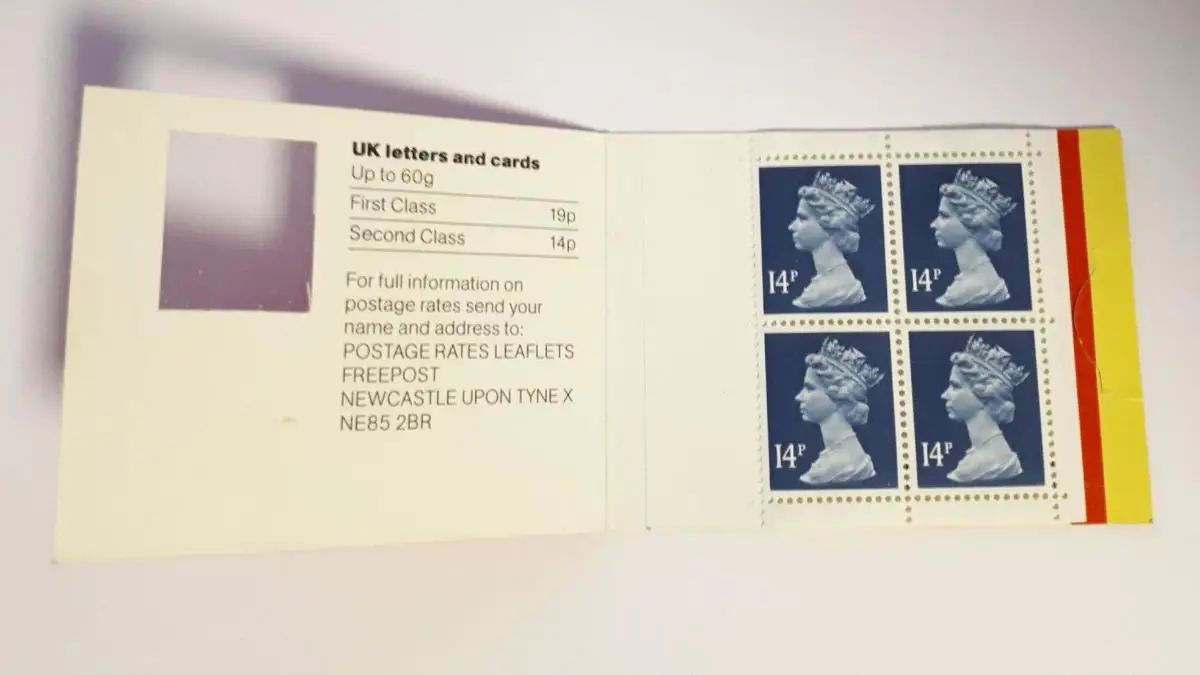 UK letters and cards
Up to 60g
First Class 19p
Second Class 14p
For full information on
postage rates send your
name and address to:
POSTAGE RATES LEAFLETS
FREEPOST
NEWCASTLE UPON TYNE X
NE85 2BR
14P
14P
14P
14P